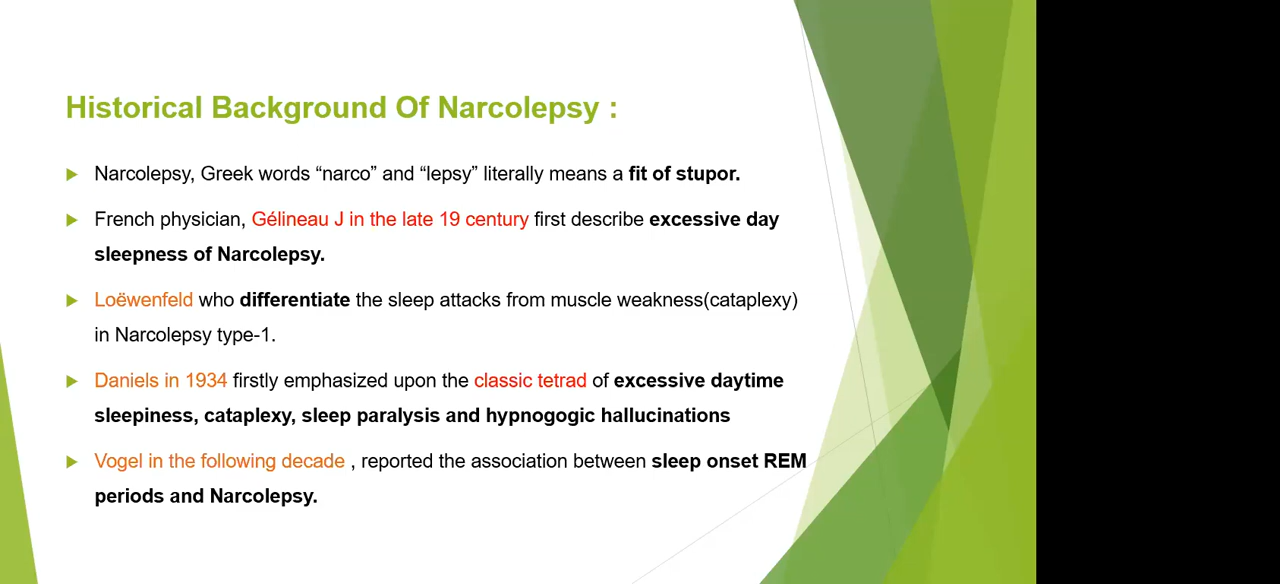 Historical Background Of Narcolepsy :
Narcolepsy, Greek words “narco” and “lepsy” literally means a fit of stupor.
French physician, Gélineau J in the late 19 century first describe excessive day
sleepness of Narcolepsy.
Loëwenfeld who differentiate the sleep attacks from muscle weakness(cataplexy)
in Narcolepsy type-1.
Daniels in 1934 firstly emphasized upon the classic tetrad of excessive daytime
sleepiness, cataplexy, sleep paralysis and hypnogogic hallucinations
Vogel in the following decade , reported the association between sleep onset REM
periods and Narcolepsy.